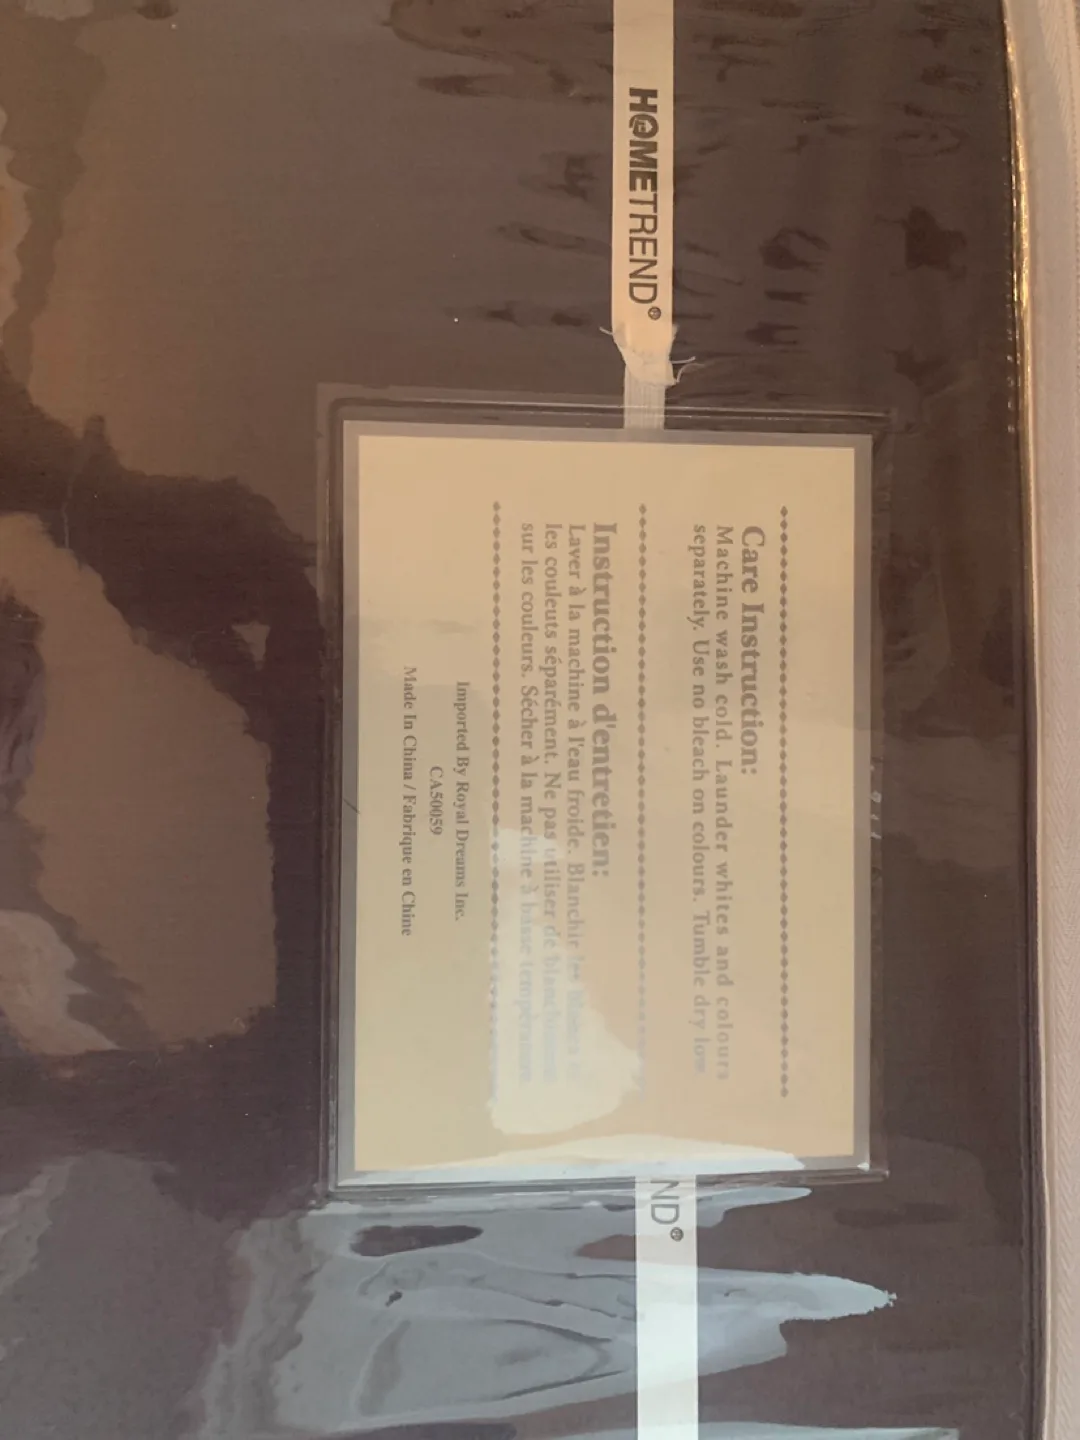 HOMETREND®
Care Instruction:
Machine wash cold. Launder whites and colours
separately. Use no bleach on colours. Tumble dry low.
Instruction d'entretien:
Laver à la machine à l'eau froide. Blanchir les blancs et
les couleuts séparément. Ne pas utiliser de blanchisseur
sur les couleurs. Sécher à la machine à basse température.
Imported By Royal Dreams Inc.
CA50059
Made In China / Fabrique en Chine
ND®